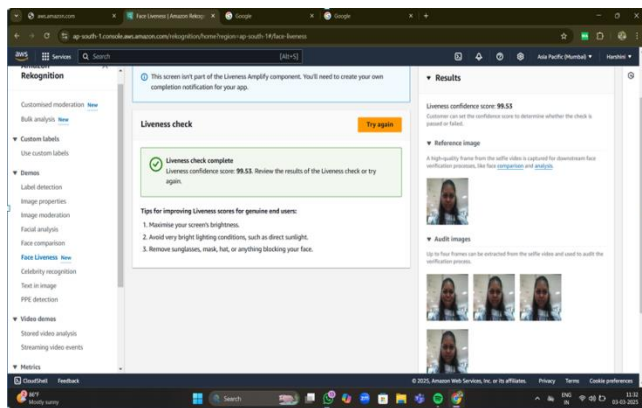 aws.amazon.com
Face Liveness | Amazon Rekog
Google
Google
ap-south-1.console.aws.amazon.com/rekognition/home?region=ap-south-1#/face-liveness
aws
Services
Search
[Alt+S]
Asia Pacific (Mumbai)
Harshini
Rekognition
Customised moderation New
Bulk analysis New
Custom labels
Use custom labels
Demos
Label detection
Image properties
Image moderation
Facial analysis
Face comparison
Face Liveness New
Celebrity recognition
Text in image
PPE detection
Video demos
Stored video analysis
Streaming video events
Metrics
This screen isn't part of the Liveness Amplify component. You'll need to create your own
completion notification for your app.
Liveness check
Try again
Liveness check complete
Liveness confidence score: 99.53. Review the results of the Liveness check or try
again.
Tips for improving Liveness scores for genuine end users:
1. Maximise your screen's brightness.
2. Avoid very bright lighting conditions, such as direct sunlight.
3. Remove sunglasses, mask, hat, or anything blocking your face.
Results
Liveness confidence score: 99.53
Customer can set the confidence score to determine whether the check is
passed or failed.
Reference image
A high-quality frame from the selfie video is captured for downstream face
verification processes, like face comparison and analysis.
Audit images
Up to four frames can be extracted from the selfie video and used to audit the
verification process.
CloudShell
Feedback
© 2025, Amazon Web Services, Inc. or its affiliates.
Privacy
Terms
Cookie preferences
80°F
Mostly sunny
Search
ENG
IN
11:11
03-03-2025